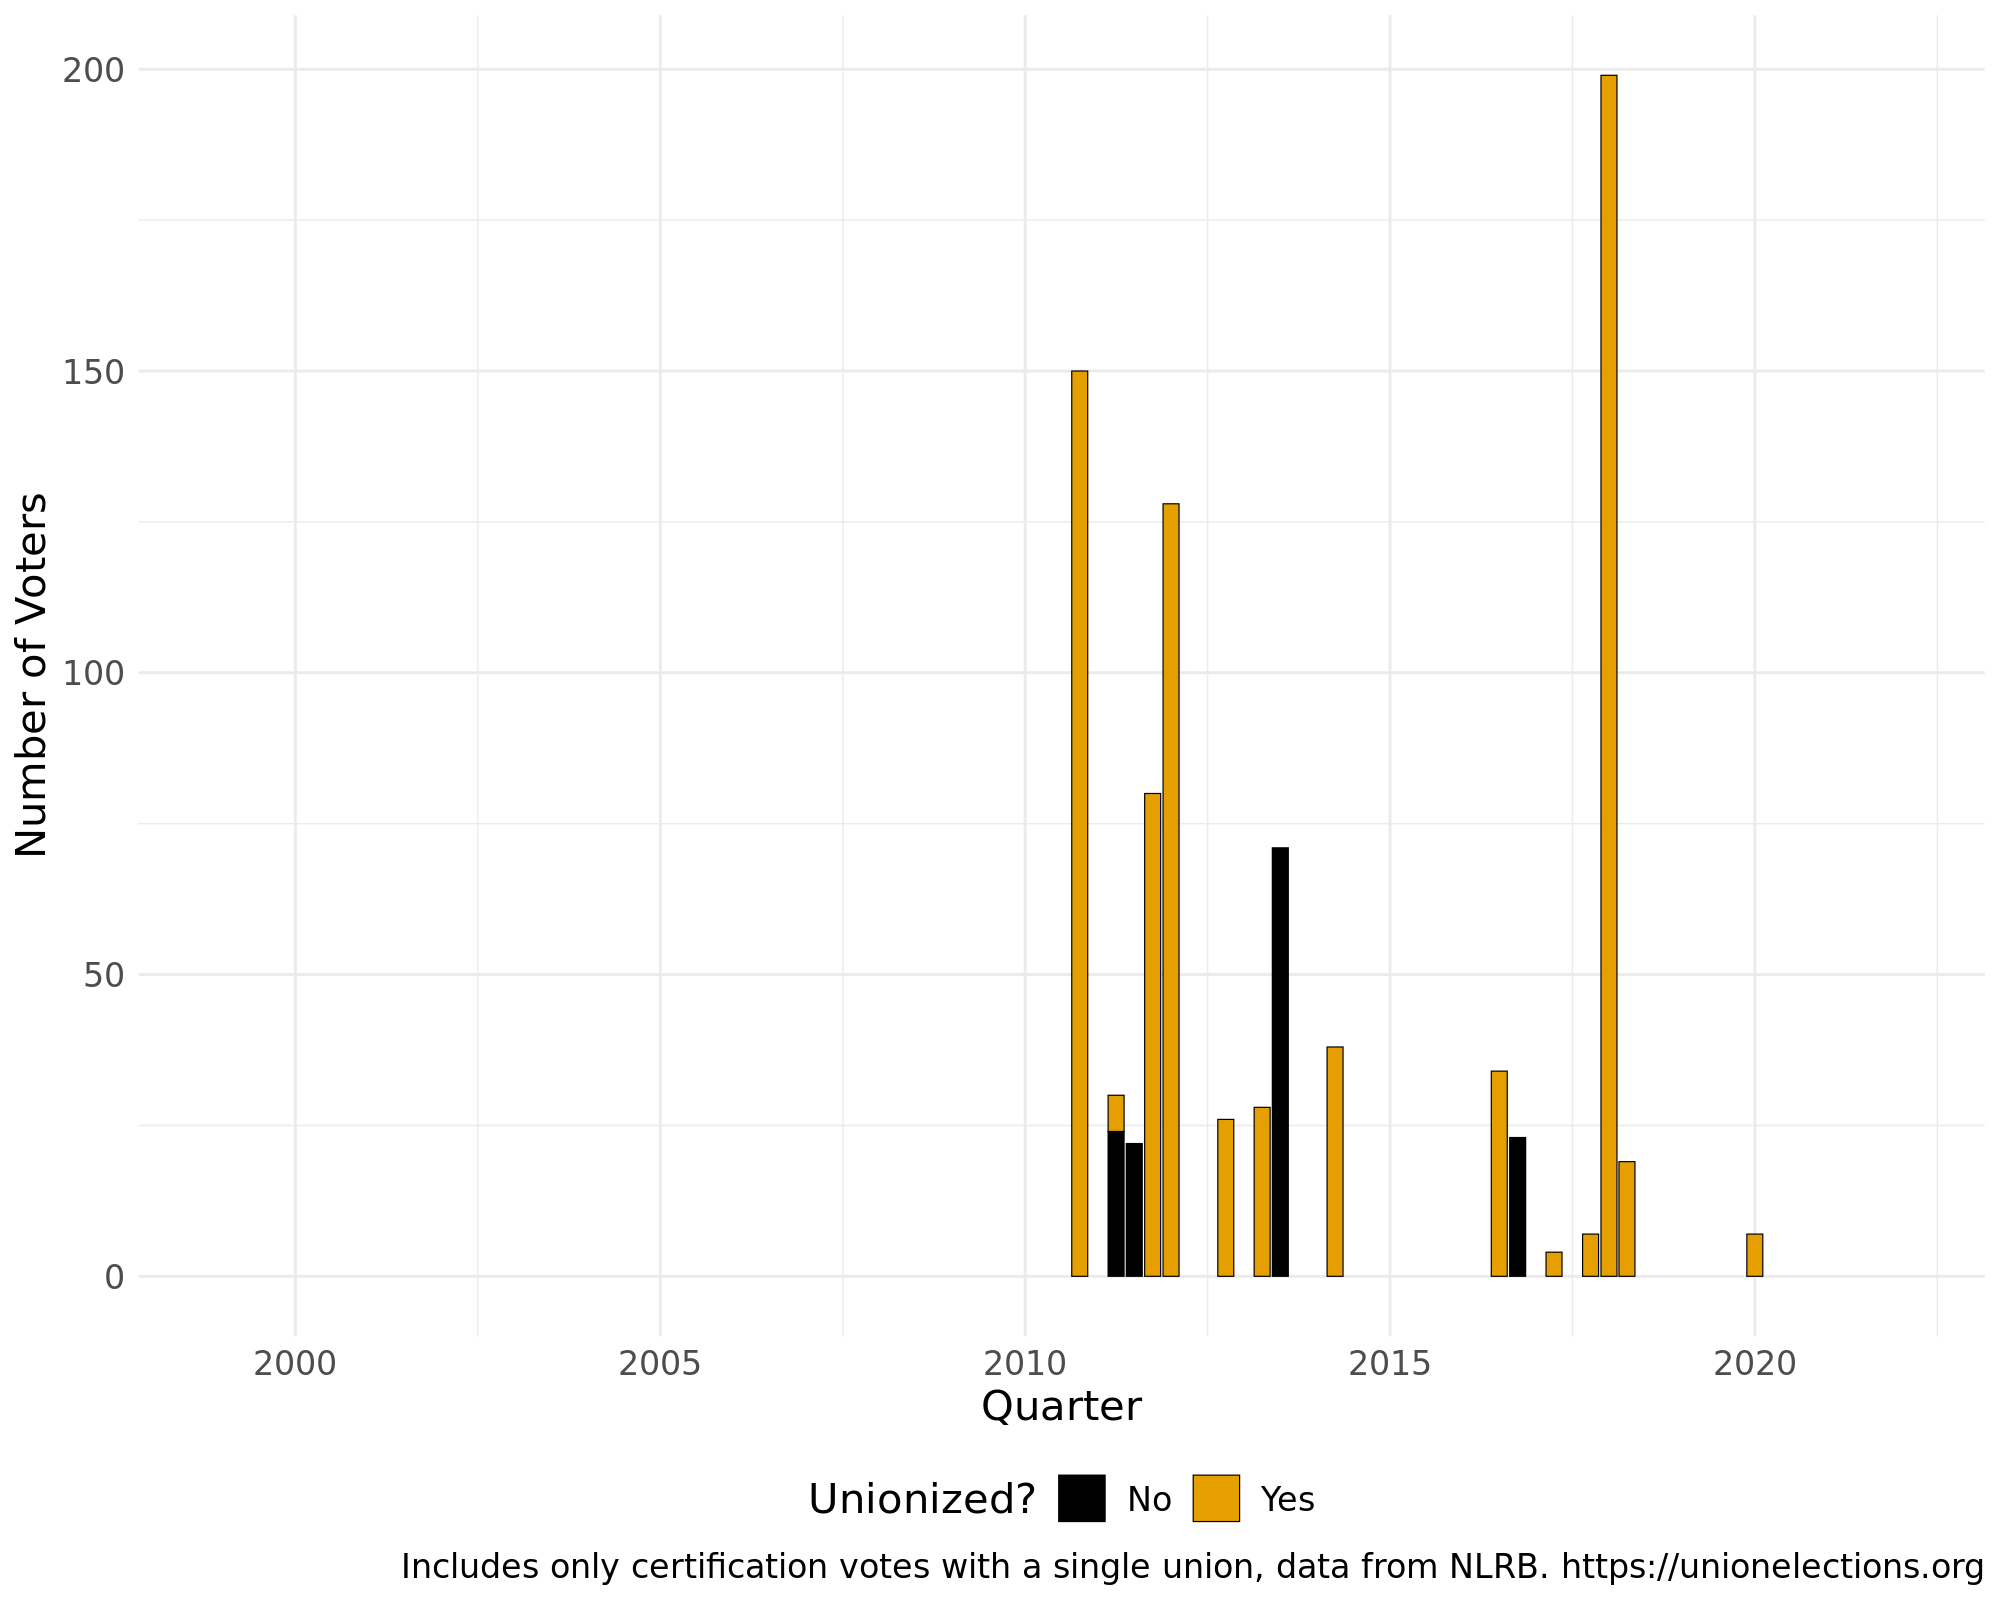 200
150
100
50
0
Number of Voters
2000 2005 2010 2015 2020
Quarter
Unionized? No Yes
Includes only certification votes with a single union, data from NLRB. https://unionelections.org